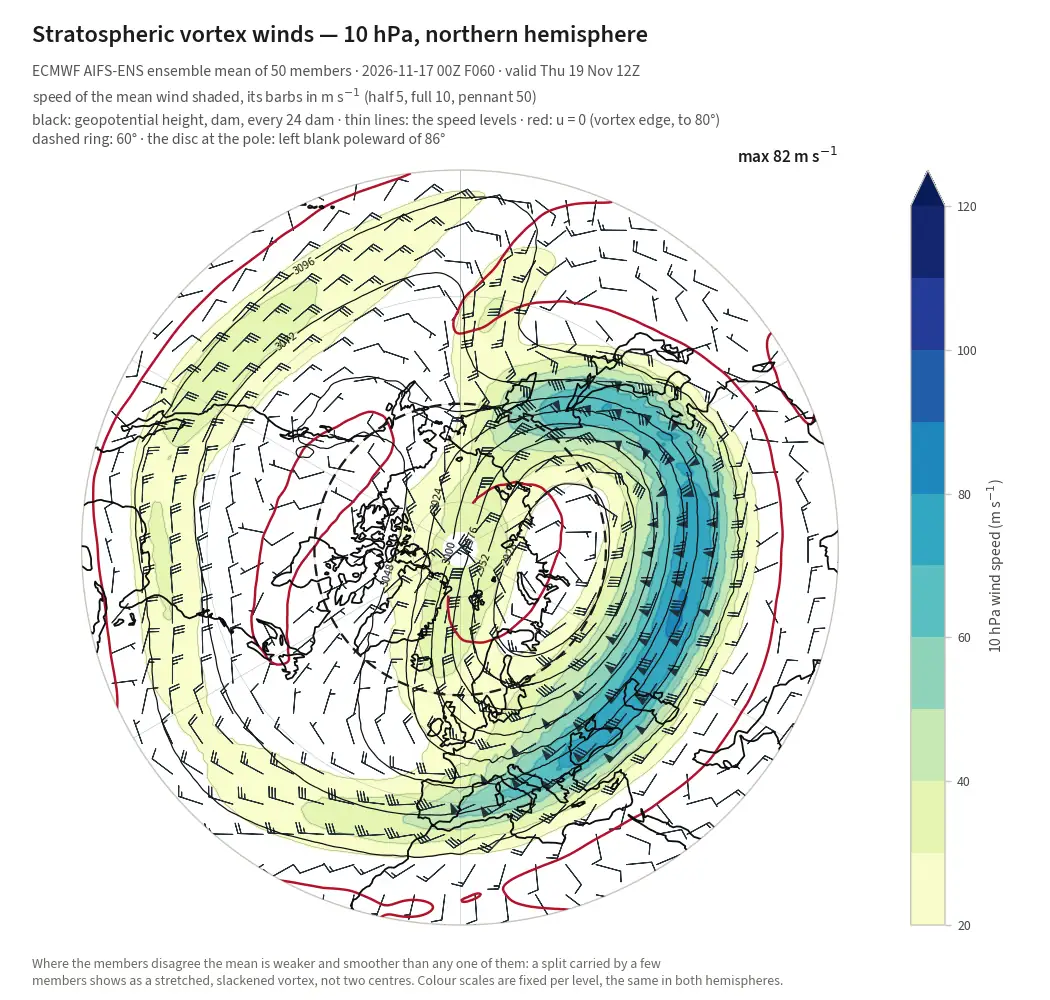 Stratospheric vortex winds — 10 hPa, northern hemisphere
ECMWF AIFS-ENS ensemble mean of 50 members · 2026-11-17 00Z F060 · valid Thu 19 Nov 12Z
speed of the mean wind shaded, its barbs in m s⁻¹ (half 5, full 10, pennant 50)
black: geopotential height, dam, every 24 dam · thin lines: the speed levels · red: u = 0 (vortex edge, to 80°)
dashed ring: 60° · the disc at the pole: left blank poleward of 86°
max 82 m s⁻¹
120
100
80
60
40
20
10 hPa wind speed (m s⁻¹)
3096
3024
3048
Where the members disagree the mean is weaker and smoother than any one of them: a split carried by a few
members shows as a stretched, slackened vortex, not two centres. Colour scales are fixed per level, the same in both hemispheres.